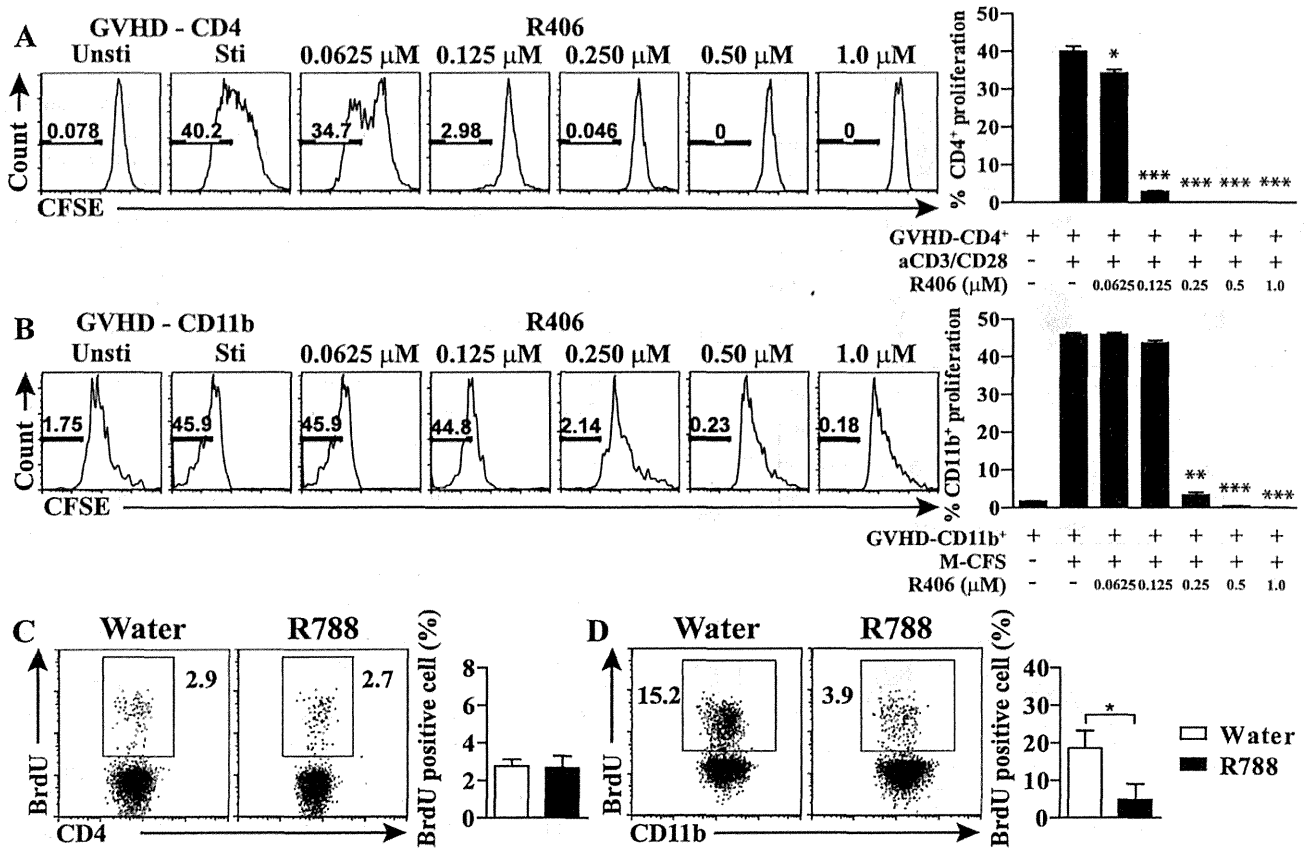 A
GVHD - CD4
R406
Unsti Sti 0.0625 µM 0.125 µM 0.250 µM 0.50 µM 1.0 µM
Count
0.078 40.2 34.7 2.98 0.046 0 0
CFSE
% CD4⁺ proliferation
50
40
30
20
10
0
* *** *** *** ***
GVHD-CD4⁺ + + + + + + +
aCD3/CD28 - + + + + + +
R406 (µM) - - 0.0625 0.125 0.25 0.5 1.0
B
GVHD - CD11b
R406
Unsti Sti 0.0625 µM 0.125 µM 0.250 µM 0.50 µM 1.0 µM
Count
1.75 45.9 45.9 44.8 2.14 0.23 0.18
CFSE
% CD11b⁺ proliferation
50
40
30
20
10
0
** *** ***
GVHD-CD11b⁺ + + + + + + +
M-CFS - + + + + + +
R406 (µM) - - 0.0625 0.125 0.25 0.5 1.0
C
Water R788
2.9 2.7
BrdU
CD4
BrdU positive cell (%)
8
6
4
2
0
D
Water R788
15.2 3.9
BrdU
CD11b
BrdU positive cell (%)
40
30
20
10
0
*
Water
R788